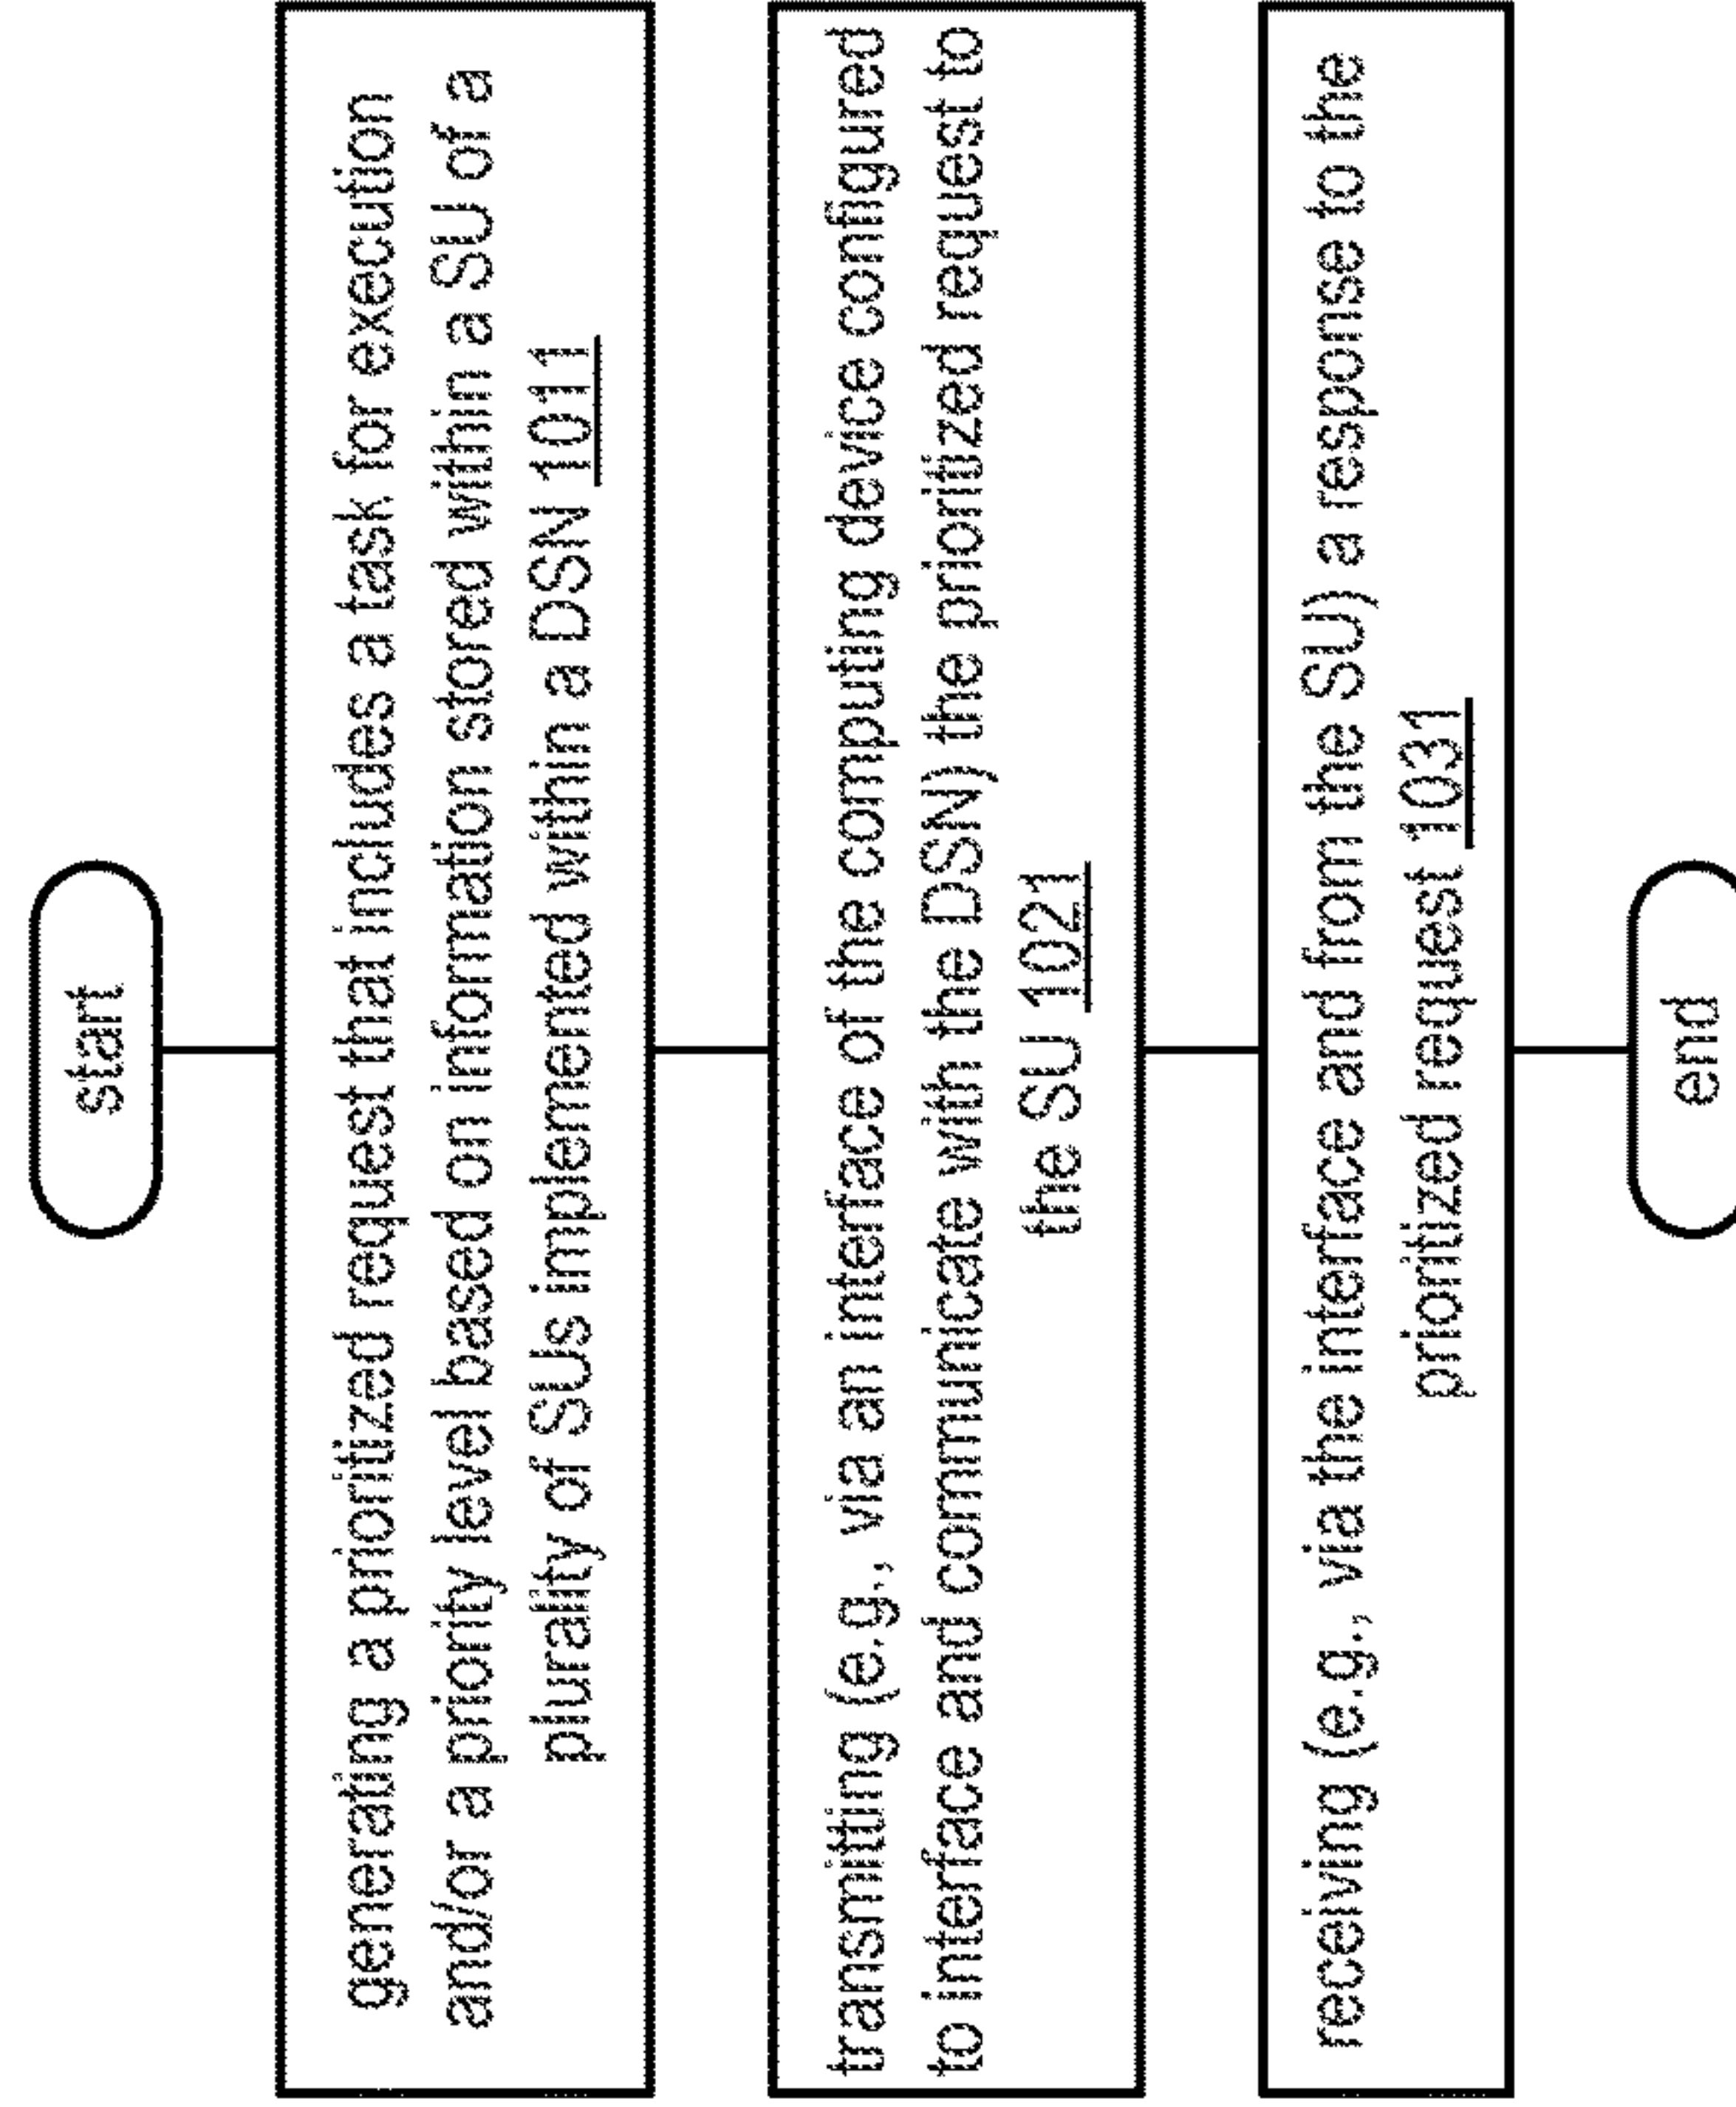 start
generating a prioritized request that includes a task for execution
and/or a priority level based on information stored within a SU of a
plurality of SUs implemented within a DSN 1011
transmitting (e.g., via an interface of the computing device configured
to interface and communicate with the DSN) the prioritized request to
the SU 1021
receiving (e.g., via the interface and from the SU) a response to the
prioritized request 1031
end